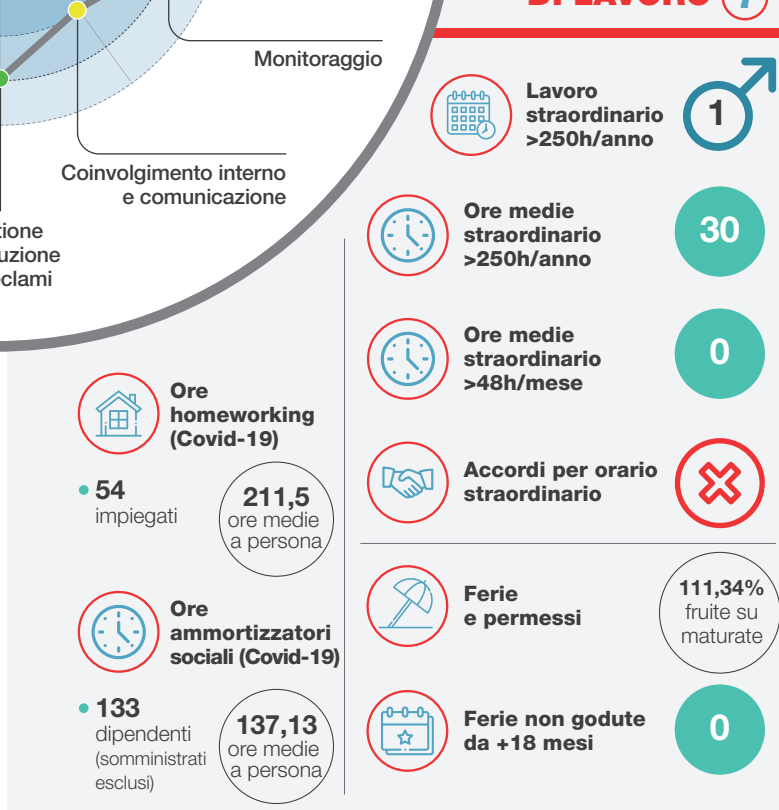 DI LAVORO 7
Monitoraggio
Coinvolgimento interno
e comunicazione
Lavoro
straordinario
>250h/anno
1
Ore medie
straordinario
>250h/anno
30
Ore medie
straordinario
>48h/mese
0
Accordi per orario
straordinario
Ferie
e permessi
111,34%
fruite su
maturate
Ferie non godute
da +18 mesi
0
Ore
homeworking
(Covid-19)
54
impiegati
211,5
ore medie
a persona
Ore
ammortizzatori
sociali (Covid-19)
133
dipendenti
(somministrati
esclusi)
137,13
ore medie
a persona